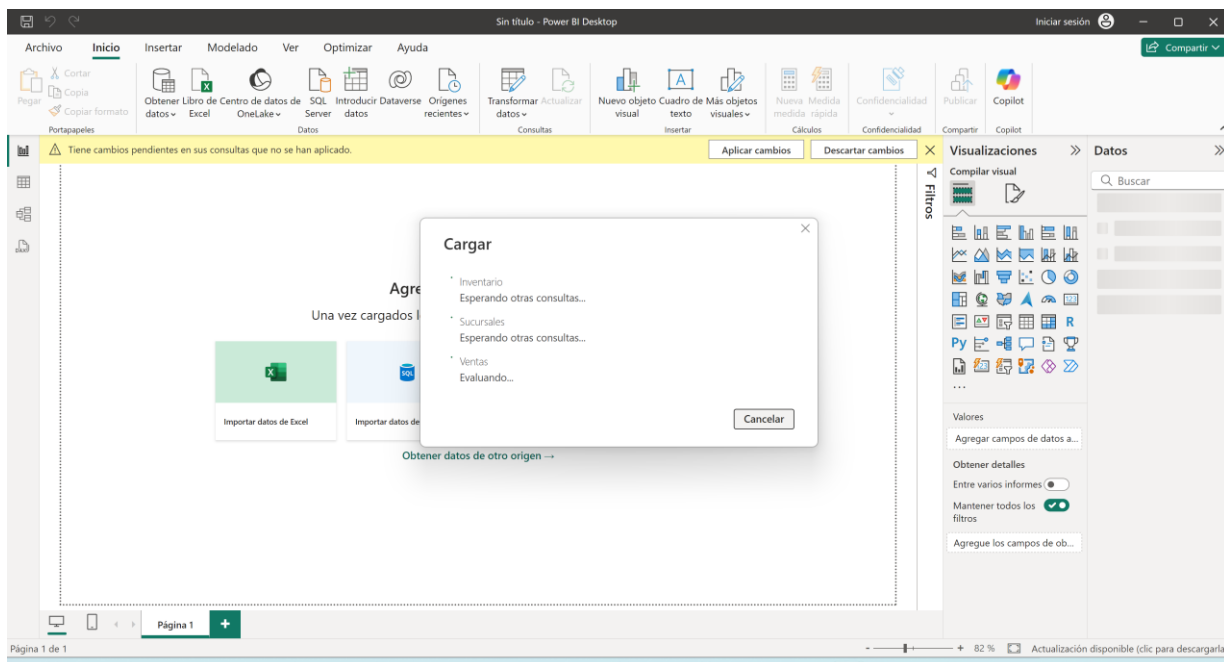 Sin título - Power BI Desktop
Iniciar sesión
Archivo Inicio Insertar Modelado Ver Optimizar Ayuda
Compartir
Pegar
Cortar
Copia
Copiar formato
Portapapeles
Obtener datos
Libro de Excel
Centro de datos de OneLake
SQL Server
Introducir datos
Dataverse
Orígenes recientes
Datos
Transformar datos
Actualizar
Consultas
Nuevo objeto visual
Cuadro de texto
Más objetos visuales
Insertar
Nueva medida
Medida rápida
Cálculos
Confidencialidad
Confidencialidad
Publicar
Compartir
Copilot
Copilot
Tiene cambios pendientes en sus consultas que no se han aplicado.
Aplicar cambios
Descartar cambios
Filtros
Agre
Una vez cargados l
Importar datos de Excel
SQL
Importar datos de
Obtener datos de otro origen →
Cargar
Inventario
Esperando otras consultas...
Sucursales
Esperando otras consultas...
Ventas
Evaluando...
Cancelar
Visualizaciones
Compilar visual
R
Py
...
Valores
Agregar campos de datos a...
Obtener detalles
Entre varios informes
Mantener todos los
filtros
Agregue los campos de ob...
Datos
Buscar
Página 1
Página 1 de 1
82 %
Actualización disponible (clic para descargarla